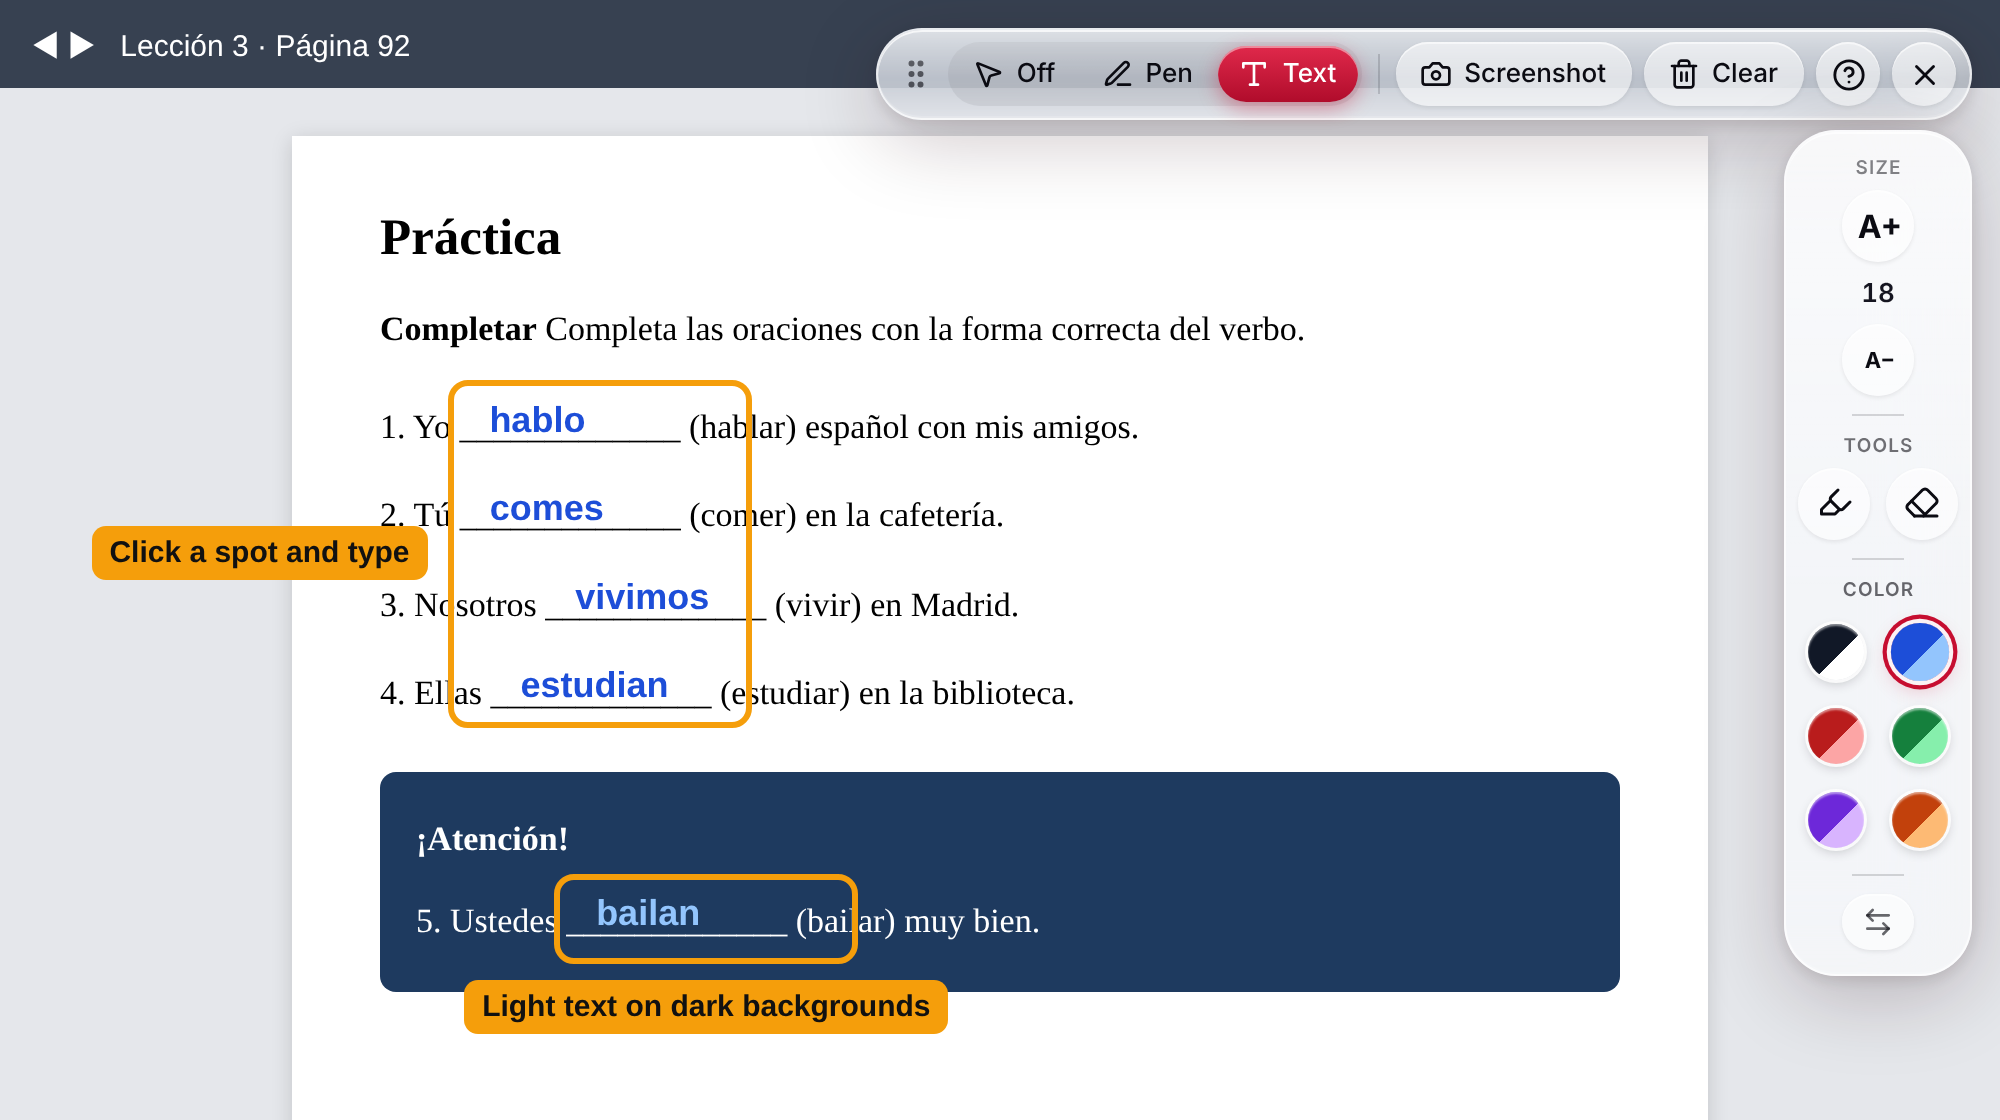 Lección 3 · Página 92
Off Pen Text Screenshot Clear
SIZE
A+
18
A−
TOOLS
COLOR
Práctica
Completar Completa las oraciones con la forma correcta del verbo.
1. Yo hablo (hablar) español con mis amigos.
2. Tú comes (comer) en la cafetería.
Click a spot and type
3. Nosotros vivimos (vivir) en Madrid.
4. Ellas estudian (estudiar) en la biblioteca.
¡Atención!
5. Ustedes bailan (bailar) muy bien.
Light text on dark backgrounds